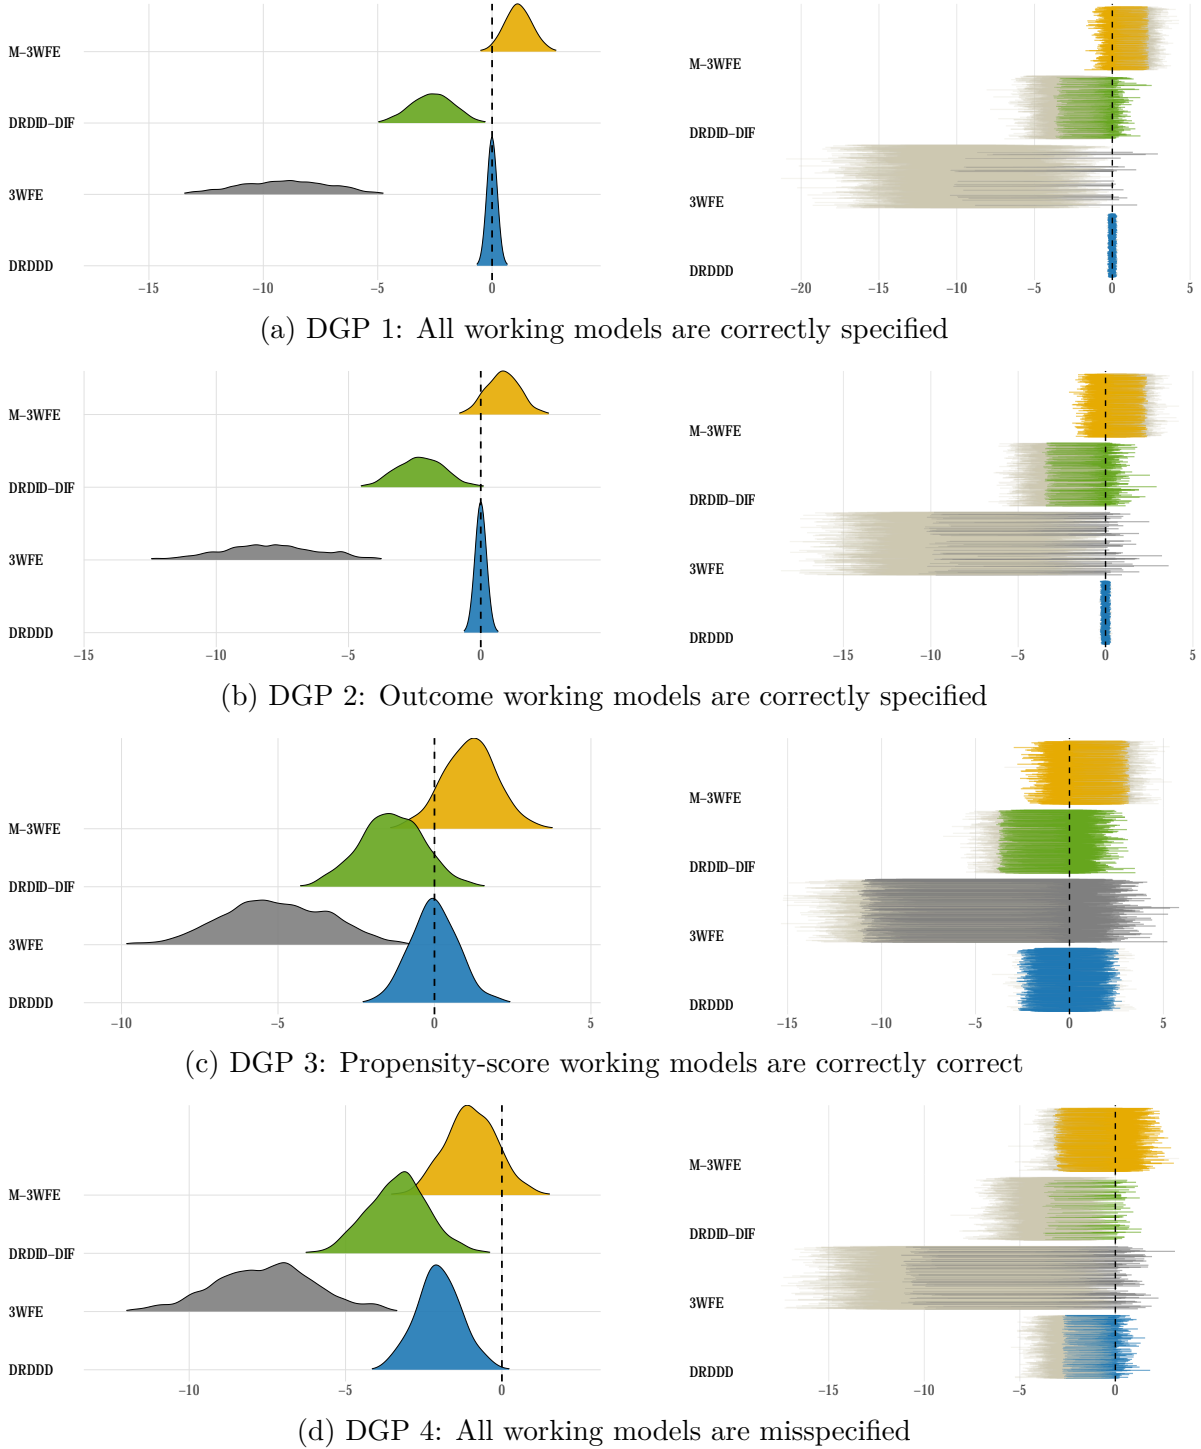 M–3WFE
DRDID–DIF
3WFE
DRDDD
−15 −10 −5 0
M–3WFE
DRDID–DIF
3WFE
DRDDD
−20 −15 −10 −5 0 5
(a) DGP 1: All working models are correctly specified
M–3WFE
DRDID–DIF
3WFE
DRDDD
−15 −10 −5 0
M–3WFE
DRDID–DIF
3WFE
DRDDD
−15 −10 −5 0 5
(b) DGP 2: Outcome working models are correctly specified
M–3WFE
DRDID–DIF
3WFE
DRDDD
−10 −5 0 5
M–3WFE
DRDID–DIF
3WFE
DRDDD
−15 −10 −5 0 5
(c) DGP 3: Propensity-score working models are correctly correct
M–3WFE
DRDID–DIF
3WFE
DRDDD
−10 −5 0
M–3WFE
DRDID–DIF
3WFE
DRDDD
−15 −10 −5 0
(d) DGP 4: All working models are misspecified